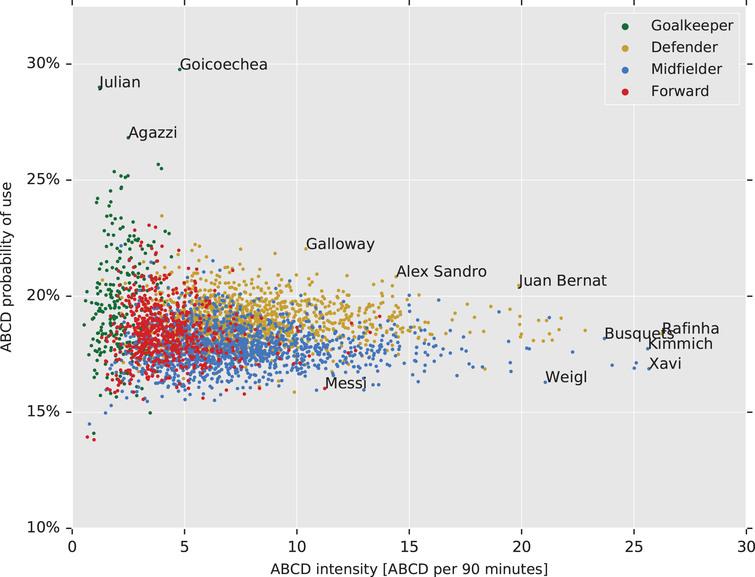 Goalkeeper
Defender
Midfielder
Forward
30%
25%
20%
15%
10%
ABCD probability of use
Goicoechea
Julian
Agazzi
Galloway
Alex Sandro
Juan Bernat
Rafinha
Busquets
Kimmich
Xavi
Weigl
Messi
0 5 10 15 20 25 30
ABCD intensity [ABCD per 90 minutes]